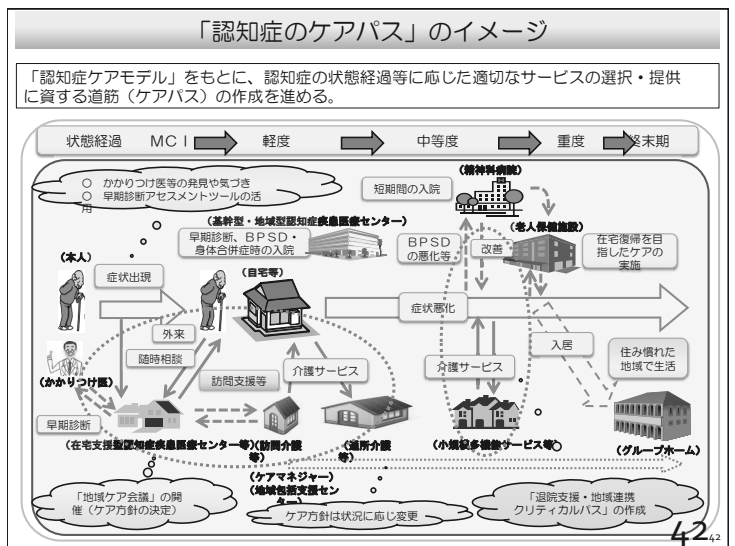 「認知症のケアパス」のイメージ
「認知症ケアモデル」をもとに、認知症の状態経過等に応じた適切なサービスの選択・提供
に資する道筋（ケアパス）の作成を進める。
状態経過 ＭＣＩ 軽度 中等度 重度 終末期
○ かかりつけ医等の発見や気づき
○ 早期診断アセスメントツールの活
用
(精神科病院)
短期間の入院
(基幹型・地域型認知症疾患医療センター)
(老人保健施設)
早期診断、ＢＰＳＤ・
身体合併症時の入院
ＢＰＳＤ
の悪化等
改善
在宅復帰を目
指したケアの
実施
(本人)
(自宅等)
症状出現
症状悪化
外来
入居
随時相談
住み慣れた
地域で生活
(かかりつけ医)
訪問支援等
介護サービス
介護サービス
早期診断
(在宅支援型認知症疾患医療センター等)
(訪問介護
等)
(通所介護
等)
(小規模多機能サービス等)
(グループホーム)
(ケアマネジャー)
(地域包括支援セン
ター)
「地域ケア会議」の開
催（ケア方針の決定）
ケア方針は状況に応じ変更
「退院支援・地域連携
クリティカルパス」の作成
42
42